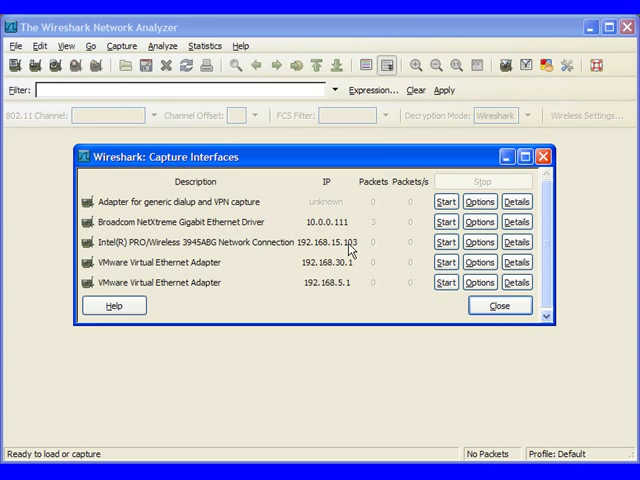 The Wireshark Network Analyzer
File Edit View Go Capture Analyze Statistics Help
Filter: Expression... Clear Apply
802.11 Channel: Channel Offset: FCS Filter: Decryption Mode: Wireshark Wireless Settings...
Wireshark: Capture Interfaces
Description IP Packets Packets/s Stop
Adapter for generic dialup and VPN capture unknown 0 0 Start Options Details
Broadcom NetXtreme Gigabit Ethernet Driver 10.0.0.111 3 0 Start Options Details
Intel(R) PRO/Wireless 3945ABG Network Connection 192.168.15.103 0 0 Start Options Details
VMware Virtual Ethernet Adapter 192.168.30.1 0 0 Start Options Details
VMware Virtual Ethernet Adapter 192.168.5.1 0 0 Start Options Details
Help Close
Ready to load or capture No Packets Profile: Default